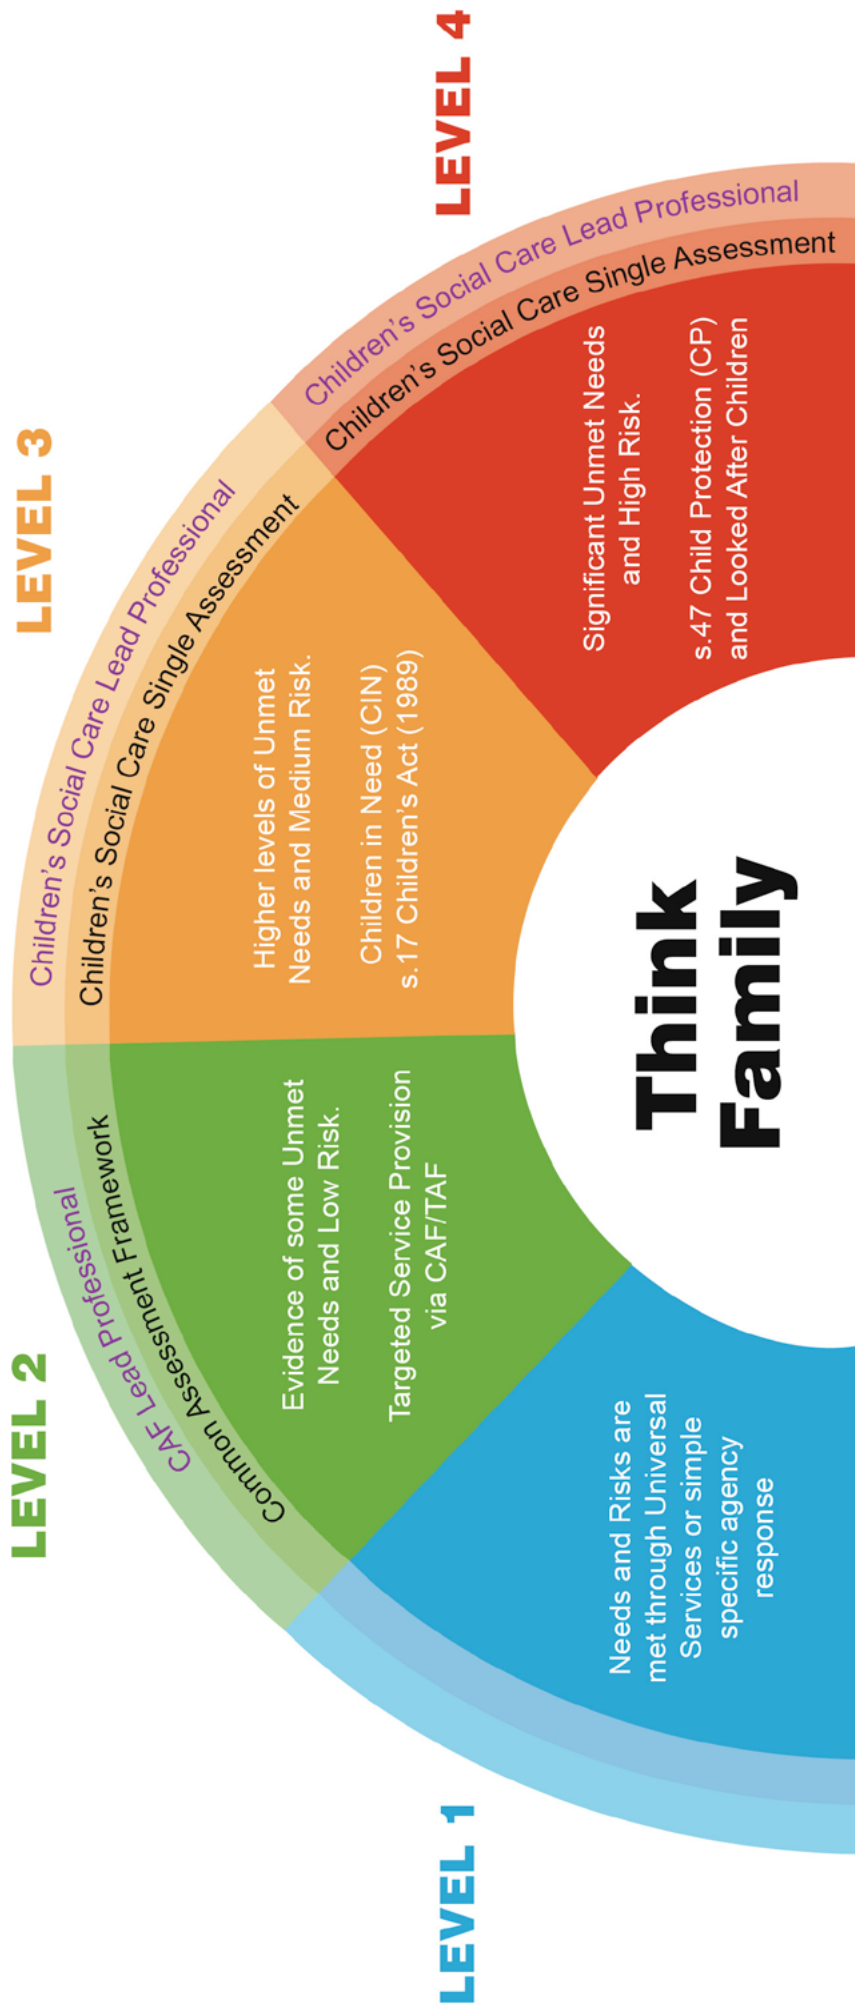 LEVEL 1
Needs and Risks are
met through Universal
Services or simple
specific agency
response
LEVEL 2
CAF Lead Professional
Common Assessment Framework
Evidence of some Unmet
Needs and Low Risk.
Targeted Service Provision
via CAF/TAF
LEVEL 3
Children's Social Care Lead Professional
Children's Social Care Single Assessment
Higher levels of Unmet
Needs and Medium Risk.
Children in Need (CIN)
s.17 Children's Act (1989)
LEVEL 4
Children's Social Care Lead Professional
Children's Social Care Single Assessment
Significant Unmet Needs
and High Risk.
s.47 Child Protection (CP)
and Looked After Children
Think
Family